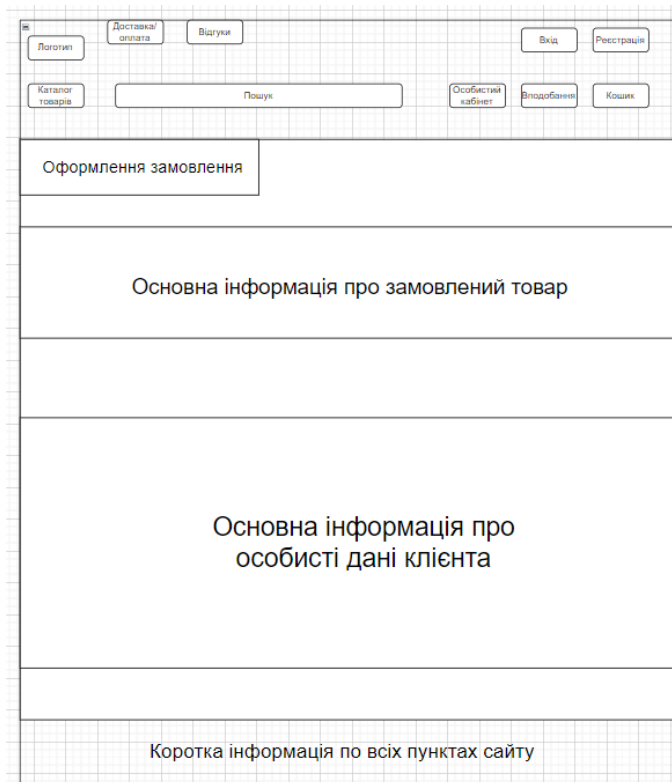 Логотип
Доставка/
оплата
Відгуки
Вхід
Реєстрація
Каталог
товарів
Пошук
Особистий
кабінет
Вподобання
Кошик
Оформлення замовлення
Основна інформація про замовлений товар
Основна інформація про
особисті дані клієнта
Коротка інформація по всіх пунктах сайту